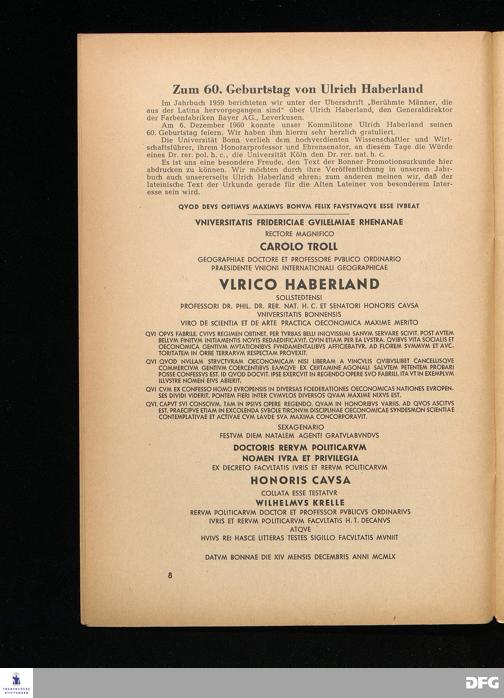 Zum 60. Geburtstag von Ulrich Haberland
Im Jahrbuch 1959 berichteten wir unter der Überschrift „Berühmte Männer, die
aus der Latina hervorgegangen sind“ über Ulrich Haberland, den Generaldirektor
der Farbenfabriken Bayer AG., Leverkusen.
Am 6. Dezember 1960 konnte unser Kommilitone Ulrich Haberland seinen
60. Geburtstag feiern. Wir haben ihm hierzu sehr herzlich gratuliert.
Die Universität Bonn verlieh dem hochverdienten Wissenschaftler und Wirt-
schaftsführer, ihrem Honorarprofessor und Ehrensenator, an diesem Tage die Würde
eines Dr. rer. pol. h. c., die Universität Köln den Dr. rer. nat. h. c.
Es ist uns eine besondere Freude, den Text der Bonner Promotionsurkunde hier
abdrucken zu können. Wir möchten durch ihre Veröffentlichung in unserem Jahr-
buch auch unsererseits Ulrich Haberland ehren; zum anderen meinen wir, daß der
lateinische Text der Urkunde gerade für die Alten Lateiner von besonderem Inter-
esse sein wird.
QVOD DEVS OPTIMVS MAXIMVS BONVM FELIX FAVSTVMQVE ESSE IVBEAT
VNIVERSITATIS FRIDERICIAE GVILELMIAE RHENANAE
RECTORE MAGNIFICO
CAROLO TROLL
GEOGRAPHIAE DOCTORE ET PROFESSORE PVBLICO ORDINARIO
PRAESIDENTE VNIONI INTERNATIONALI GEOGRAPHICAE
VLRICO HABERLAND
SOLLSTEDTENSI
PROFESSORI DR. PHIL. DR. RER. NAT. H. C. ET SENATORI HONORIS CAVSA
VNIVERSITATIS BONNENSIS
VIRO DE SCIENTIA ET DE ARTE PRACTICA OECONOMICA MAXIME MERITO
QVI OPVS FABRILE, CVIVS REGIMEN OBTINET, PER TVRBAS BELLI INIQVISSIMI SANVM SERVARE SCIVIT, POST AVTEM
BELLVM FINITVM INITIAMENTIS NOVIS REDAEDIFICAVIT, QVIN ETIAM PER EA LVSTRA, QVIBVS VITA SOCIALIS ET
OECONOMICA GENTIVM MVTATIONIBVS FVNDAMENTALIBVS AFFICIEBATVR, AD FLOREM SVMMVM ET AVC-
TORITATEM IN ORBE TERRARVM RESPECTAM PROVEXIT.
QVI QVOD NVLLAM STRVCTVRAM OECONOMICAM NISI LIBERAM A VINCVLIS QVIBVSLIBET CANCELLISQVE
COMMERCIVM GENTIVM COERCENTIBVS EAMQVE EX CERTAMINE AGONALI SALVTEM PETENTEM PROBARI
POSSE CONFESSVS EST, ID QVOD DOCVIT, IPSE EXERCVIT IN REGENDO OPERE SVO FABRILI, ITA VT IN EXEMPLVM
ILLVSTRE NOMEN EIVS ABIERIT.
QVI CVM EX CONFESSO HOMO EVROPENSIS IN DIVERSAS FOEDERATIONES OECONOMICAS NATIONES EVROPEN-
SES DIVIDI VIDERIT, PONTEM FIERI INTER CVMVLOS DIVERSOS QVAM MAXIME NIXVS EST.
QVI, CAPVT SVI CONSCIVM, TAM IN IPSIVS OPERE REGENDO, QVAM IN HONORIBVS VARIIS, AD QVOS ASCITVS
EST, PRAECIPVE ETIAM IN EXCOLENDA SVBOLE TIRONVM DISCIPLINAE OECONOMICAE SYNDESMON SCIENTIAE
CONTEMPLATIVAE ET ACTIVAE CVM LAVDE SVA MAXIMA CONCORPORAVIT.
SEXAGENARIO
FESTVM DIEM NATALEM AGENTI GRATVLABVNDVS
DOCTORIS RERVM POLITICARVM
NOMEN IVRA ET PRIVILEGIA
EX DECRETO FACVLTATIS IVRIS ET RERVM POLITICARVM
HONORIS CAVSA
COLLATA ESSE TESTATVR
WILHELMVS KRELLE
RERVM POLITICARVM DOCTOR ET PROFESSOR PVBLICVS ORDINARIVS
IVRIS ET RERVM POLITICARVM FACVLTATIS H. T. DECANVS
ATQVE
HVIVS REI HASCE LITTERAS TESTES SIGILLO FACVLTATIS MVNIIT
DATVM BONNAE DIE XIV MENSIS DECEMBRIS ANNI MCMLX
8
FRANCKESCHE
STIFTUNGEN
DFG